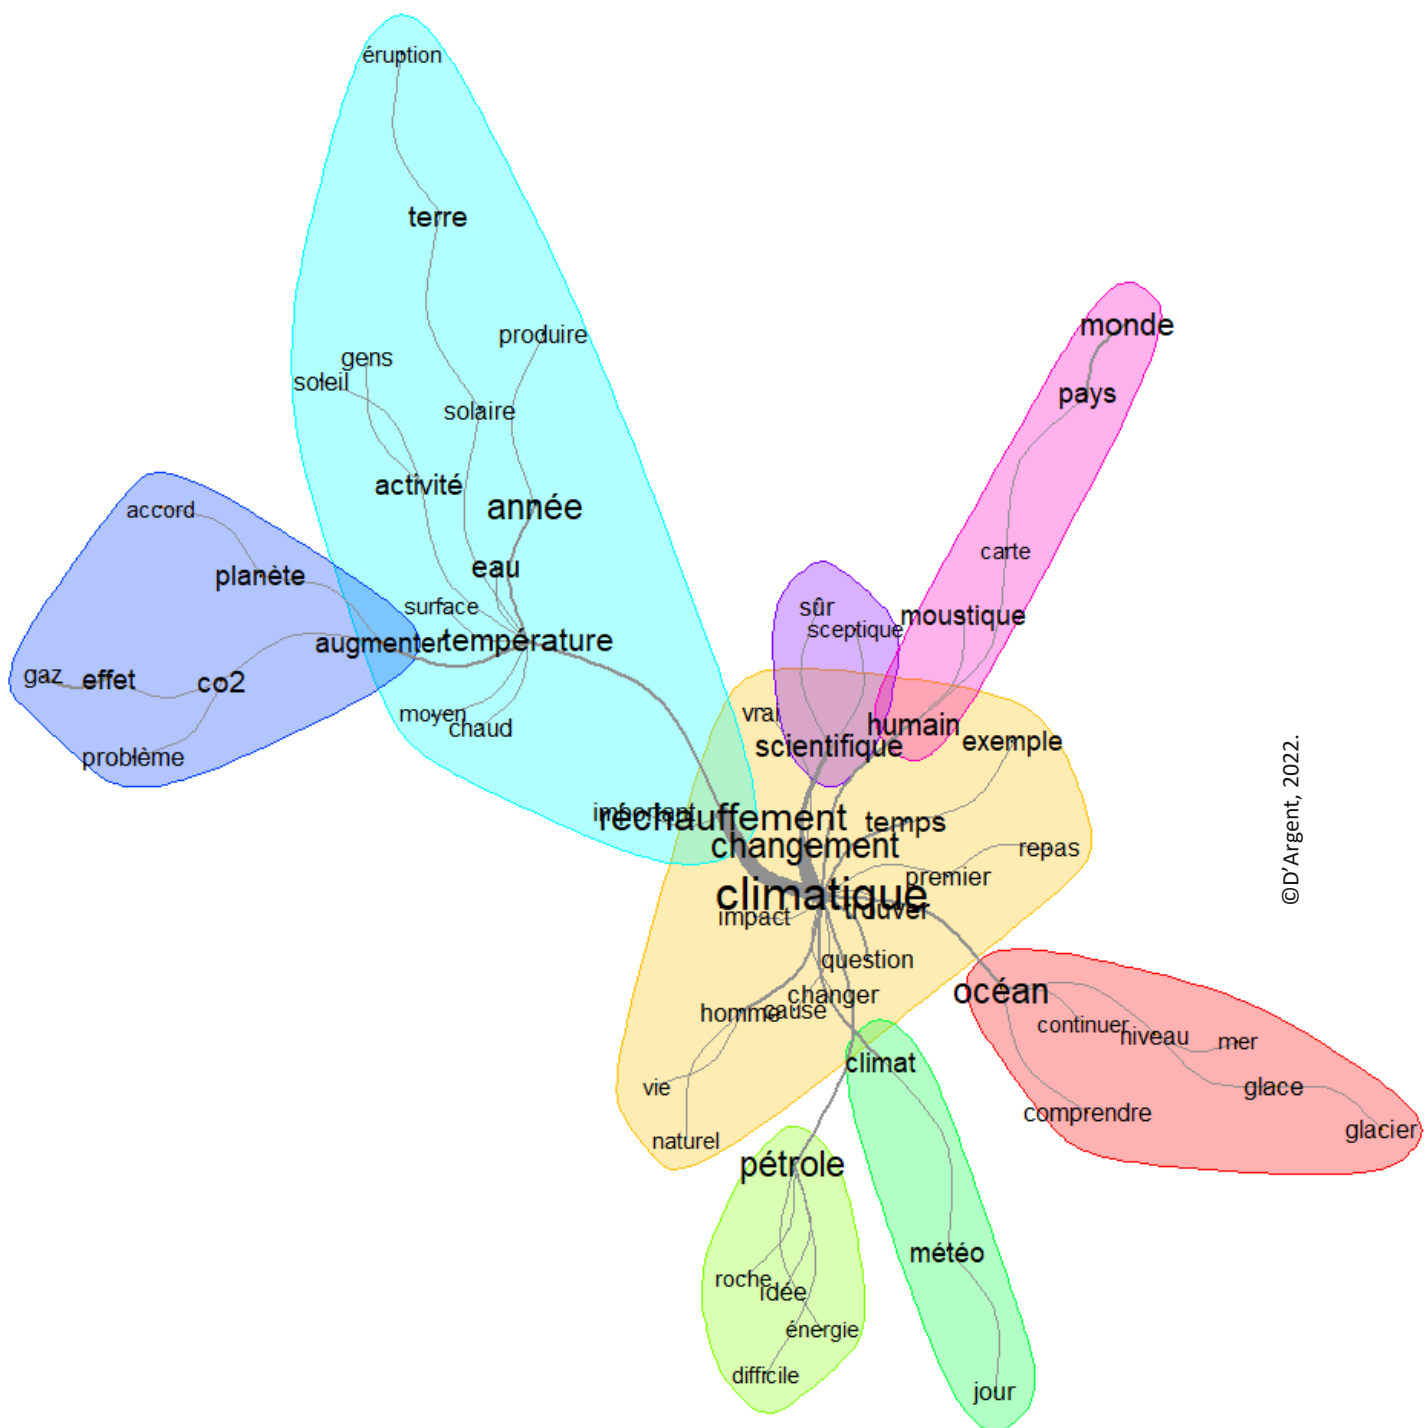 éruption
terre
produire
gens
soleil
solaire
activité
année
eau
surface
température
moyen
chaud
important
accord
planète
augmenter
gaz
effet
co2
problème
monde
pays
carte
moustique
humain
sûr
sceptique
scientifique
vrai
exemple
réchauffement
temps
changement
repas
premier
climatique
trouver
impact
question
changer
cause
homme
vie
naturel
océan
continuer
niveau
mer
glace
comprendre
glacier
climat
météo
jour
pétrole
roche
idée
énergie
difficile
©D'Argent, 2022.